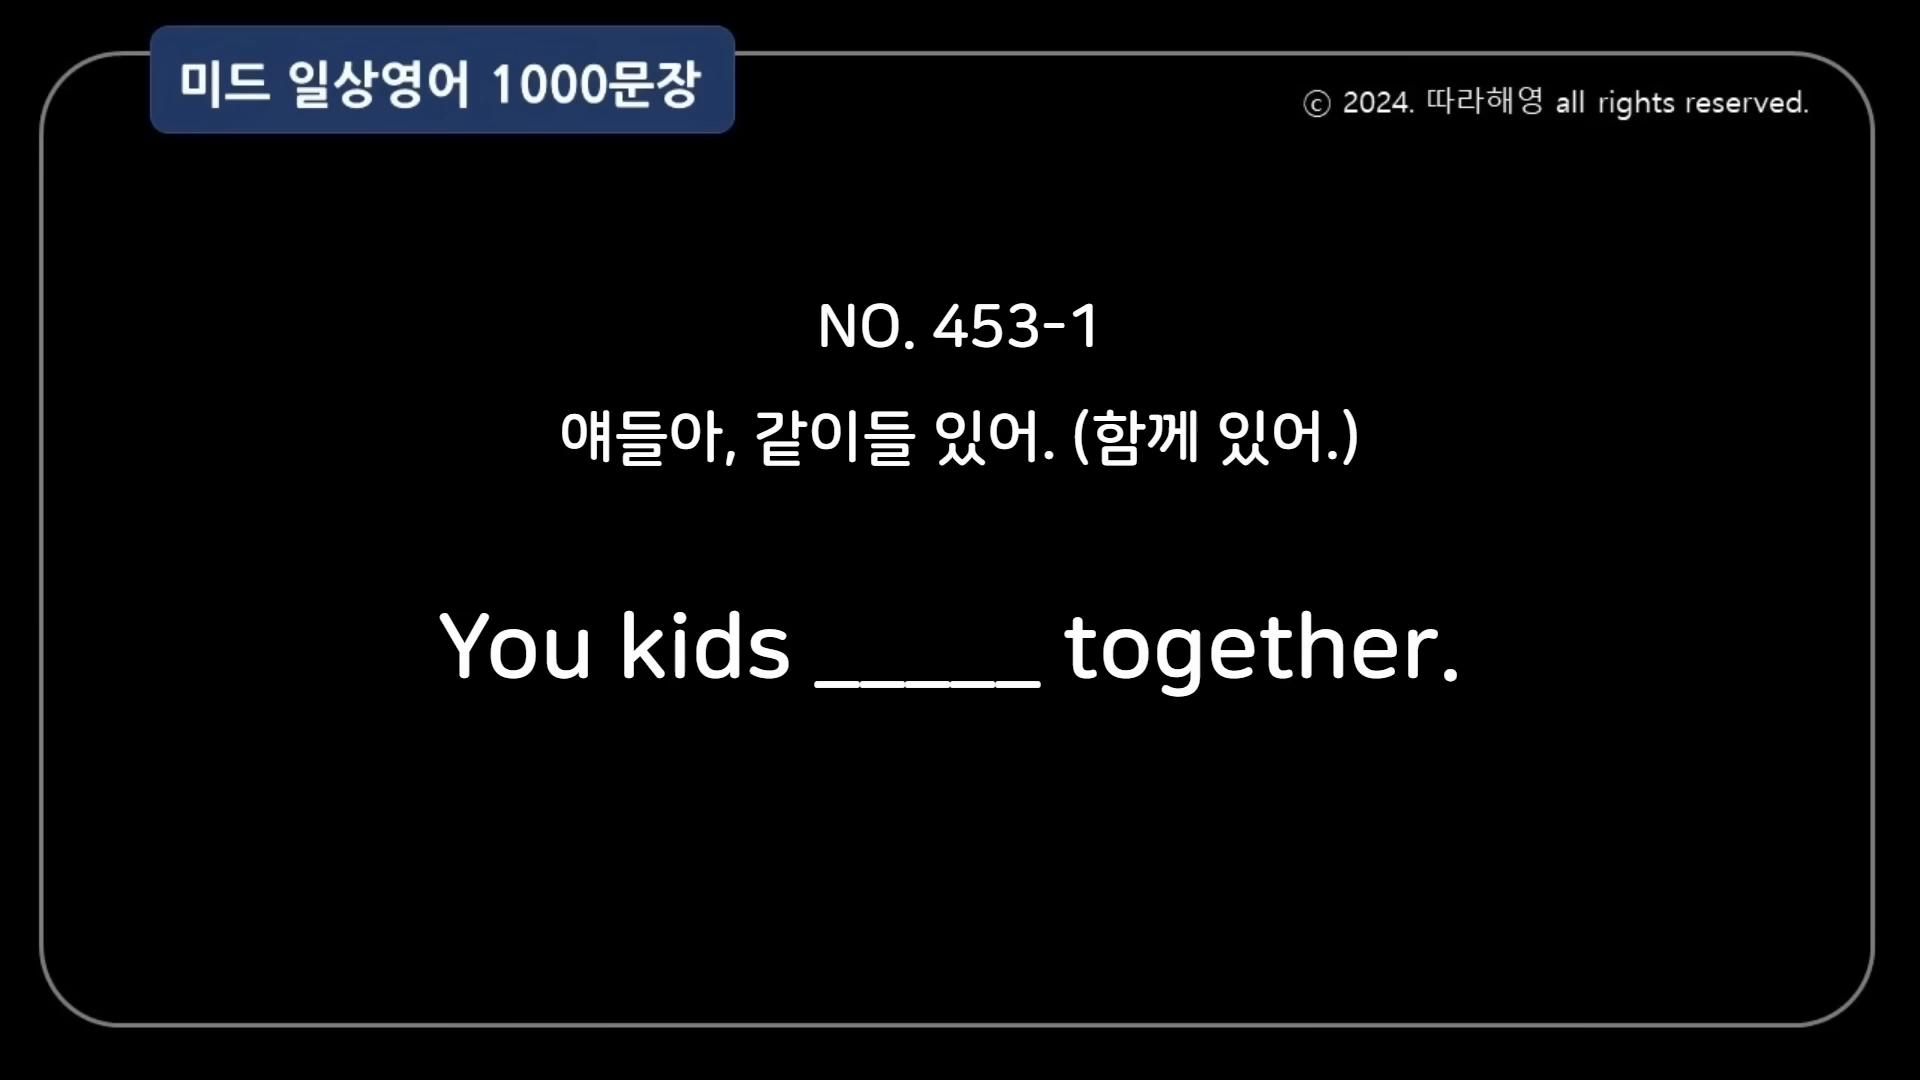 미드 일상영어 1000문장
ⓒ 2024. 따라해영 all rights reserved.
NO. 453-1
얘들아, 같이들 있어. (함께 있어.)
You kids _____ together.